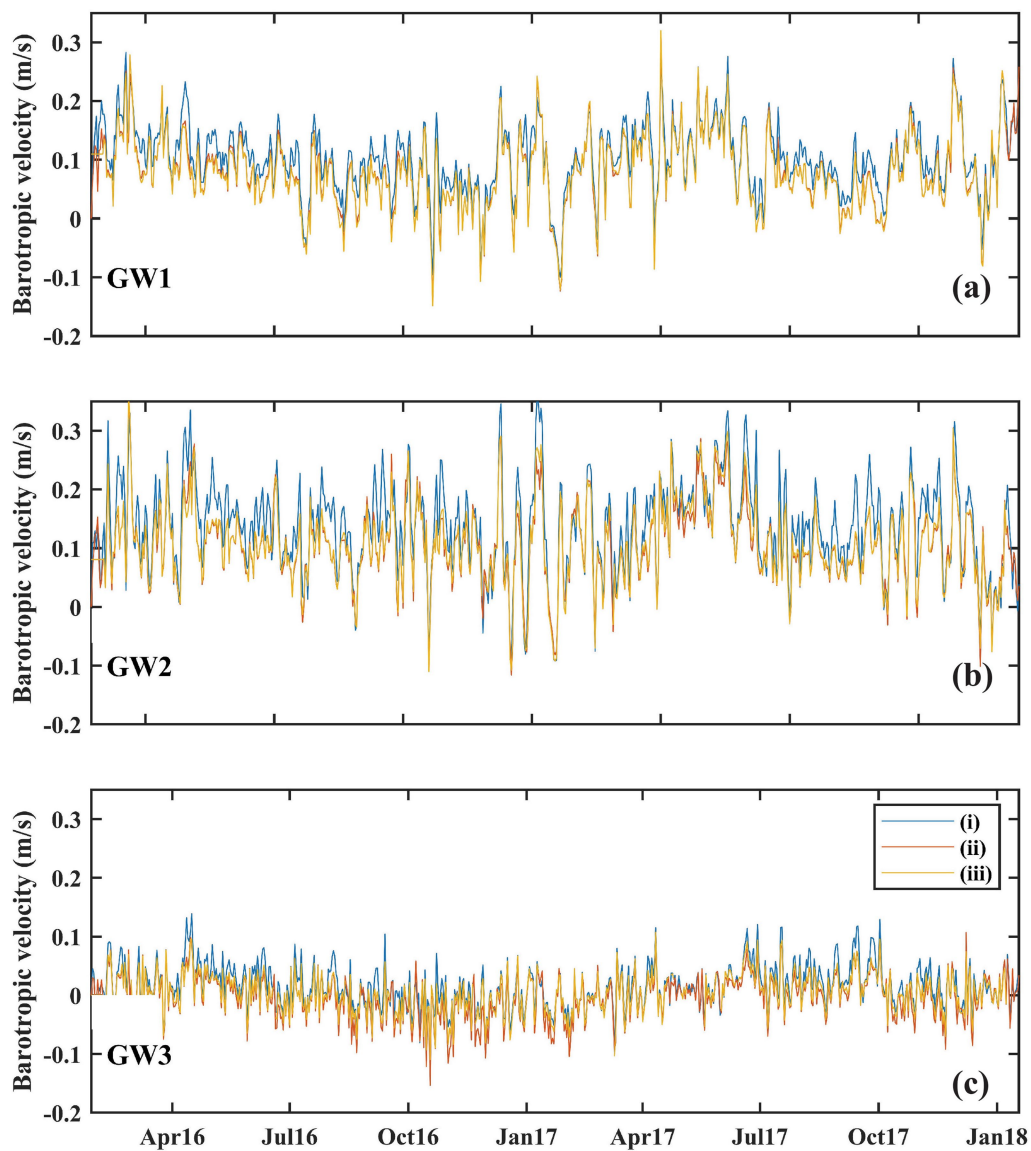 Barotropic velocity (m/s)
0.3
0.2
0.1
0
-0.1
-0.2
GW1
(a)
Barotropic velocity (m/s)
0.3
0.2
0.1
0
-0.1
-0.2
GW2
(b)
Barotropic velocity (m/s)
0.3
0.2
0.1
0
-0.1
-0.2
(i)
(ii)
(iii)
GW3
(c)
Apr16 Jul16 Oct16 Jan17 Apr17 Jul17 Oct17 Jan18